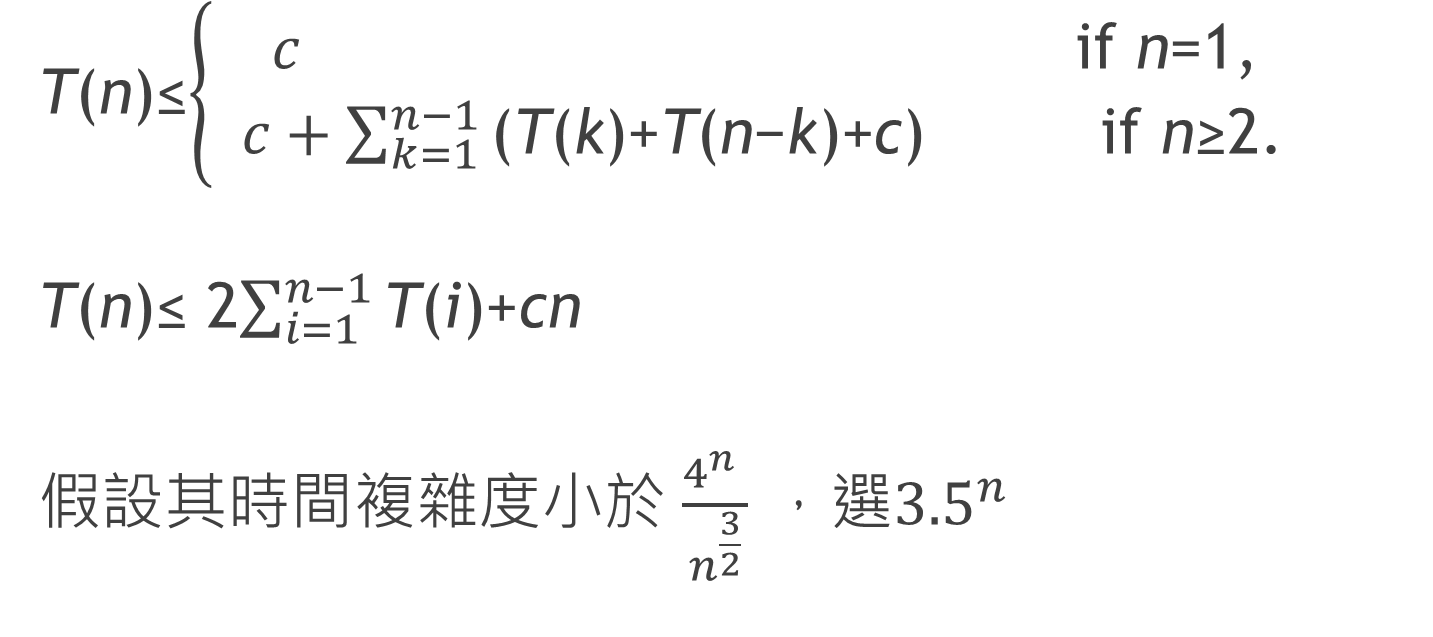 T(n)≤{ c if n=1,
c + ∑_{k=1}^{n−1} (T(k)+T(n−k)+c) if n≥2.
T(n)≤ 2∑_{i=1}^{n−1} T(i)+cn
假設其時間複雜度小於 4^n / n^{3/2} ，選3.5^n